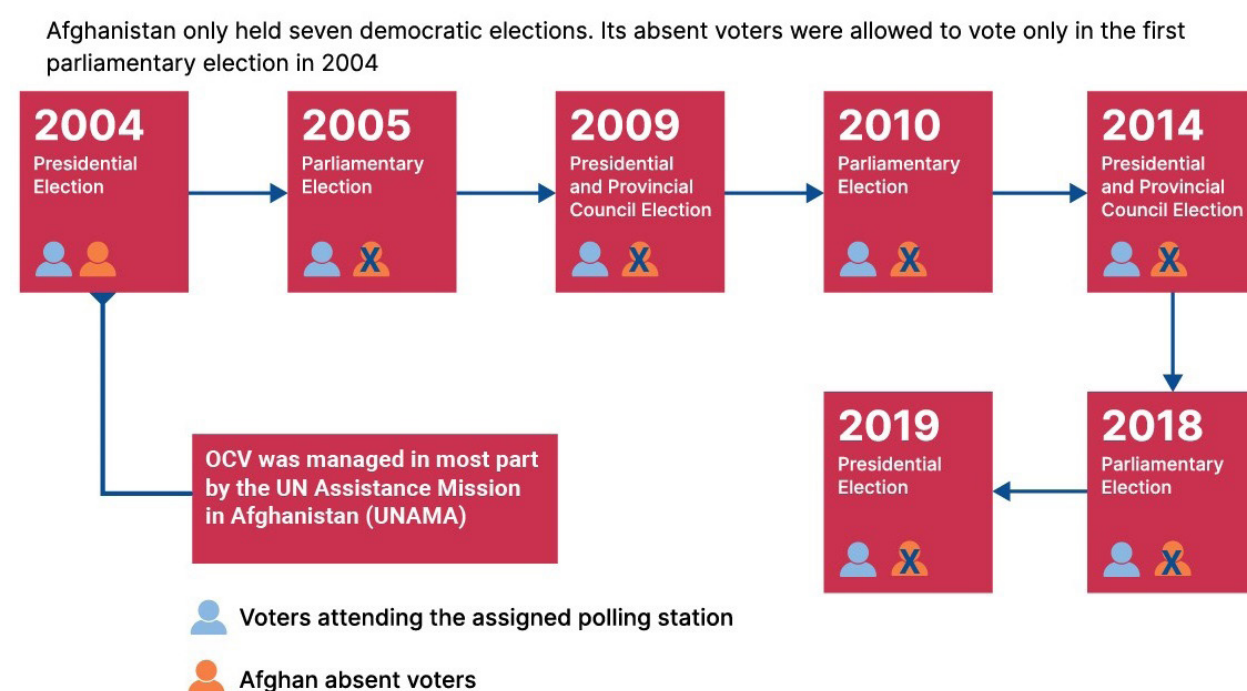 Afghanistan only held seven democratic elections. Its absent voters were allowed to vote only in the first
parliamentary election in 2004
2004
Presidential
Election
2005
Parliamentary
Election
X
2009
Presidential
and Provincial
Council Election
X
2010
Parliamentary
Election
X
2014
Presidential
and Provincial
Council Election
X
2019
Presidential
Election
X
2018
Parliamentary
Election
X
OCV was managed in most part
by the UN Assistance Mission
in Afghanistan (UNAMA)
Voters attending the assigned polling station
Afghan absent voters